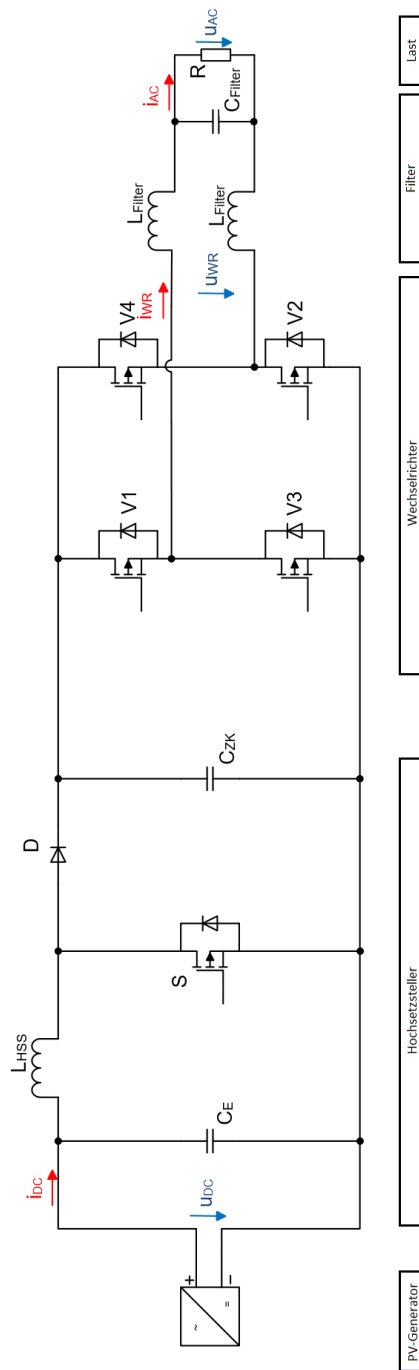 iDC
LHSS
D
V1
V4
iWR
LFilter
iAC
+
−
~
=
uDC
CE
S
CZK
V3
V2
uWR
LFilter
CFilter
R
uAC
PV-Generator
Hochsetzsteller
Wechselrichter
Filter
Last